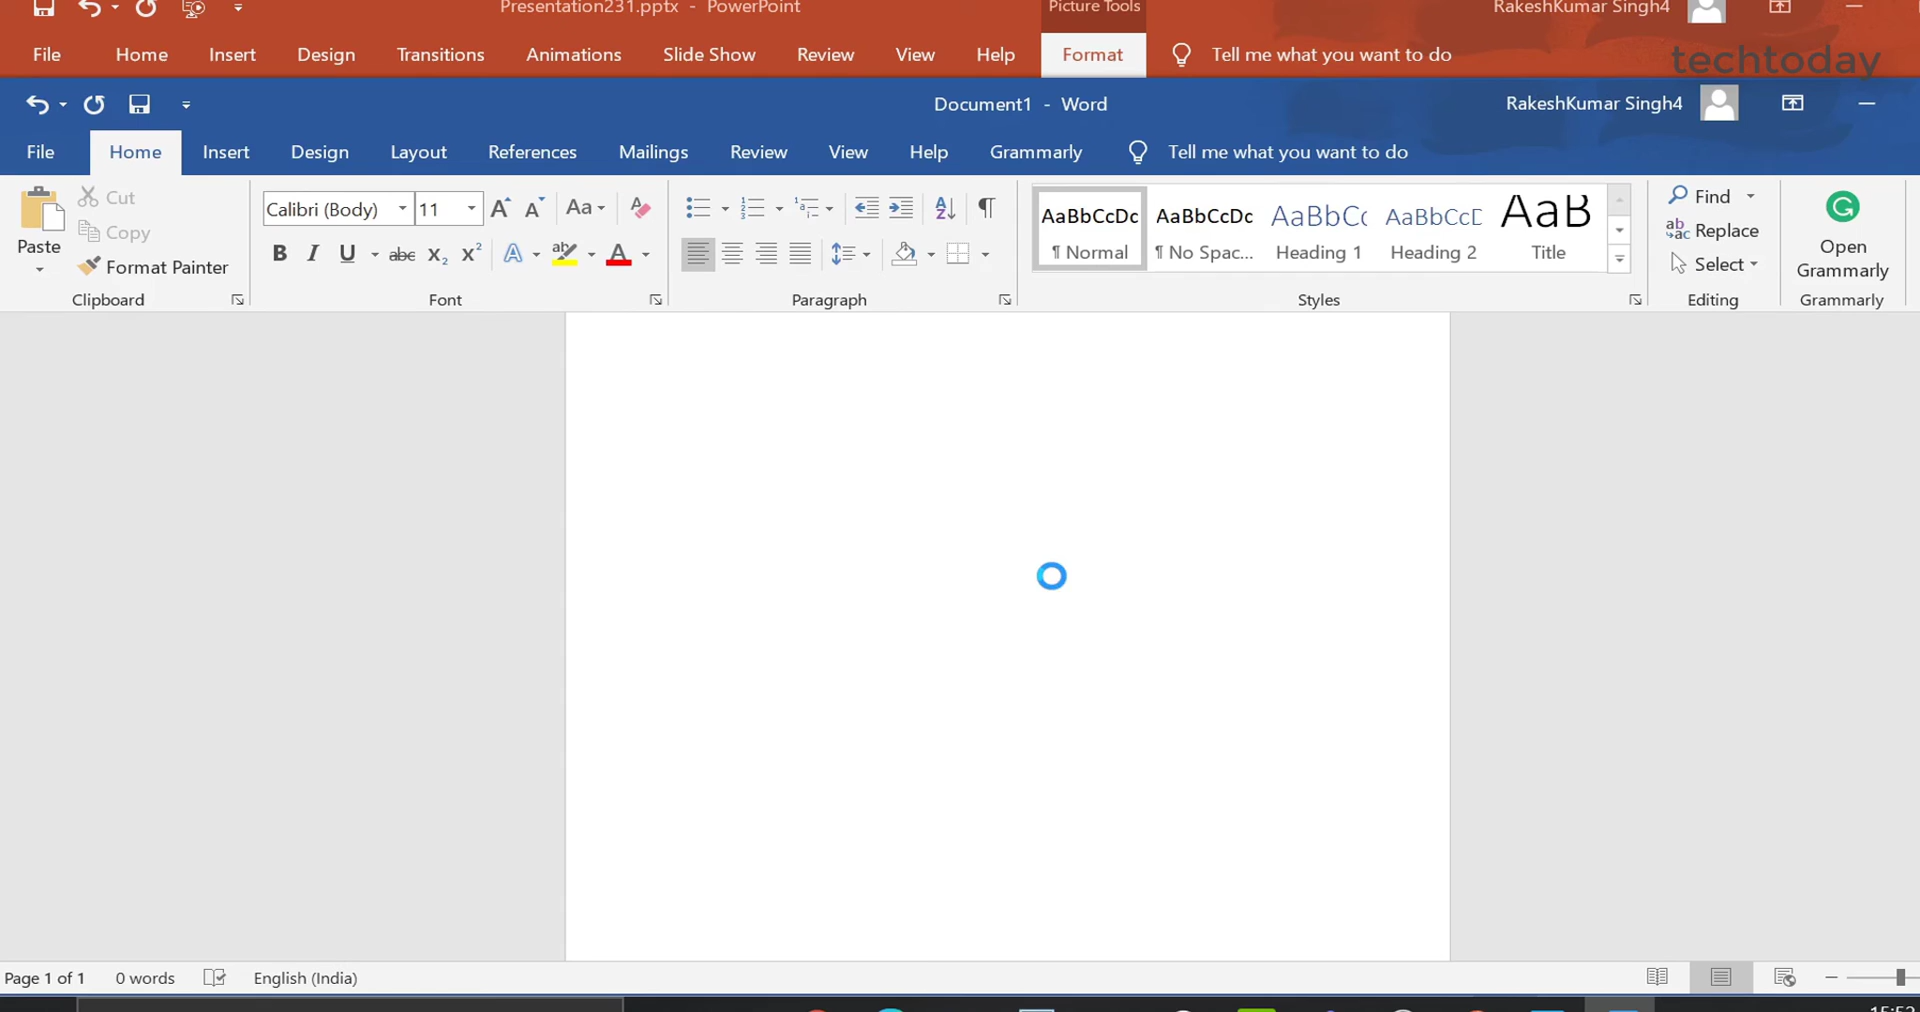 Presentation231.pptx - PowerPoint
Picture Tools
RakeshKumar Singh4
File Home Insert Design Transitions Animations Slide Show Review View Help Format Tell me what you want to do
techtoday
Document1 - Word
RakeshKumar Singh4
File Home Insert Design Layout References Mailings Review View Help Grammarly Tell me what you want to do
Paste
Cut
Copy
Format Painter
Clipboard
Calibri (Body) 11
Aa
B I U abc X₂ X² A ab A
Font
Paragraph
AaBbCcDc
¶ Normal
AaBbCcDc
¶ No Spac...
AaBbCc
Heading 1
AaBbCcD
Heading 2
AaB
Title
Styles
Find
Replace
Select
Editing
Open
Grammarly
Grammarly
Page 1 of 1 0 words English (India)